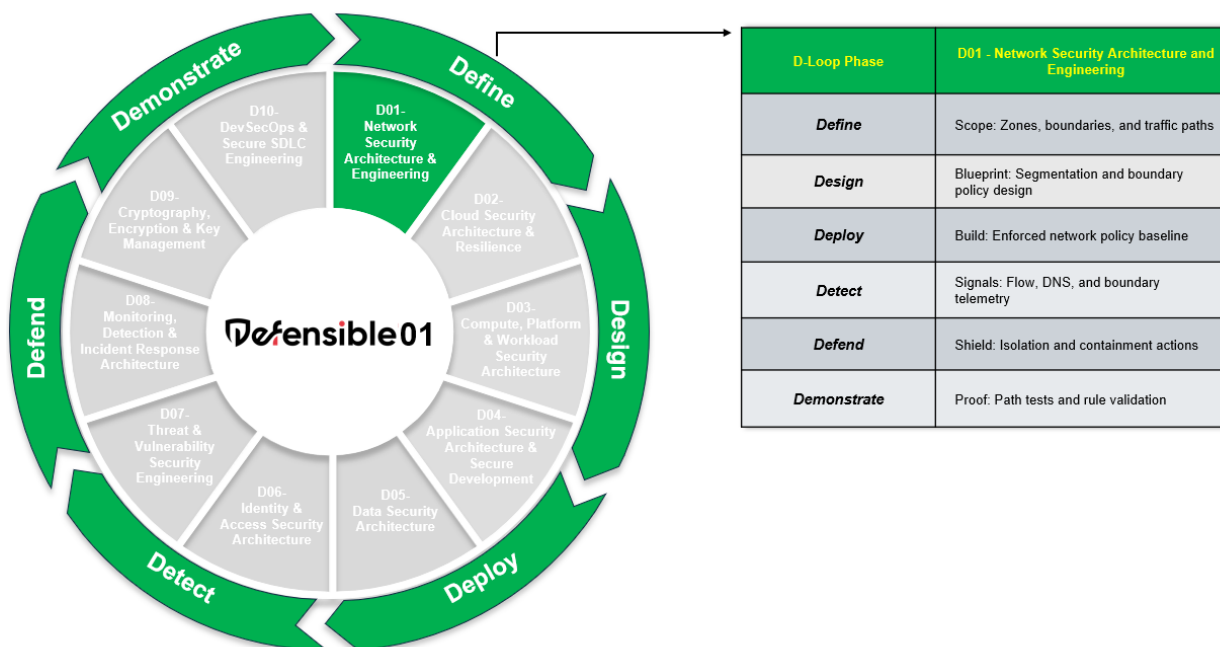 Demonstrate
Define
Design
Deploy
Detect
Defend
D01-
Network
Security
Architecture &
Engineering
D02-
Cloud Security
Architecture &
Resilience
D03-
Compute, Platform
& Workload
Security
Architecture
D04-
Application Security
Architecture &
Secure
Development
D05-
Data Security
Architecture
D06-
Identity &
Access Security
Architecture
D07-
Threat &
Vulnerability
Security
Engineering
D08-
Monitoring,
Detection &
Incident Response
Architecture
D09-
Cryptography,
Encryption & Key
Management
D10-
DevSecOps &
Secure SDLC
Engineering
Defensible01
D-Loop Phase
D01 - Network Security Architecture and
Engineering
Define
Scope: Zones, boundaries, and traffic paths
Design
Blueprint: Segmentation and boundary
policy design
Deploy
Build: Enforced network policy baseline
Detect
Signals: Flow, DNS, and boundary
telemetry
Defend
Shield: Isolation and containment actions
Demonstrate
Proof: Path tests and rule validation